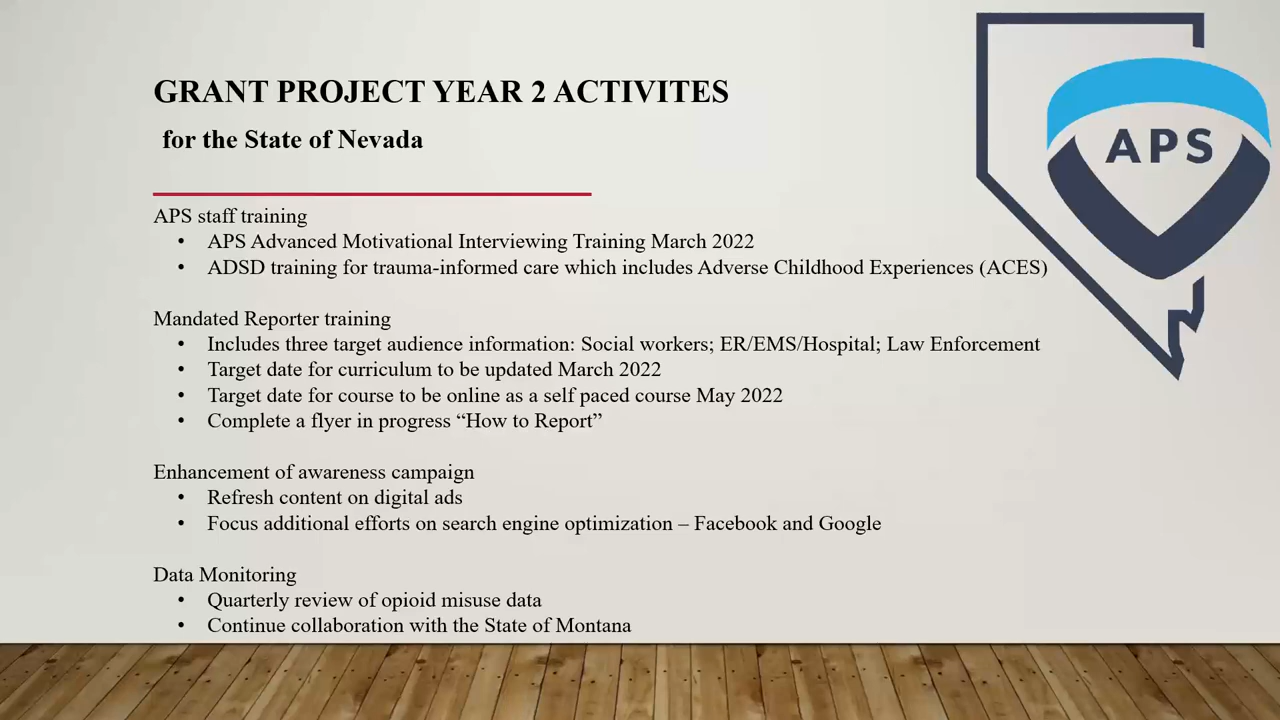 GRANT PROJECT YEAR 2 ACTIVITES
for the State of Nevada
APS
APS staff training
• APS Advanced Motivational Interviewing Training March 2022
• ADSD training for trauma-informed care which includes Adverse Childhood Experiences (ACES)
Mandated Reporter training
• Includes three target audience information: Social workers; ER/EMS/Hospital; Law Enforcement
• Target date for curriculum to be updated March 2022
• Target date for course to be online as a self paced course May 2022
• Complete a flyer in progress “How to Report”
Enhancement of awareness campaign
• Refresh content on digital ads
• Focus additional efforts on search engine optimization – Facebook and Google
Data Monitoring
• Quarterly review of opioid misuse data
• Continue collaboration with the State of Montana